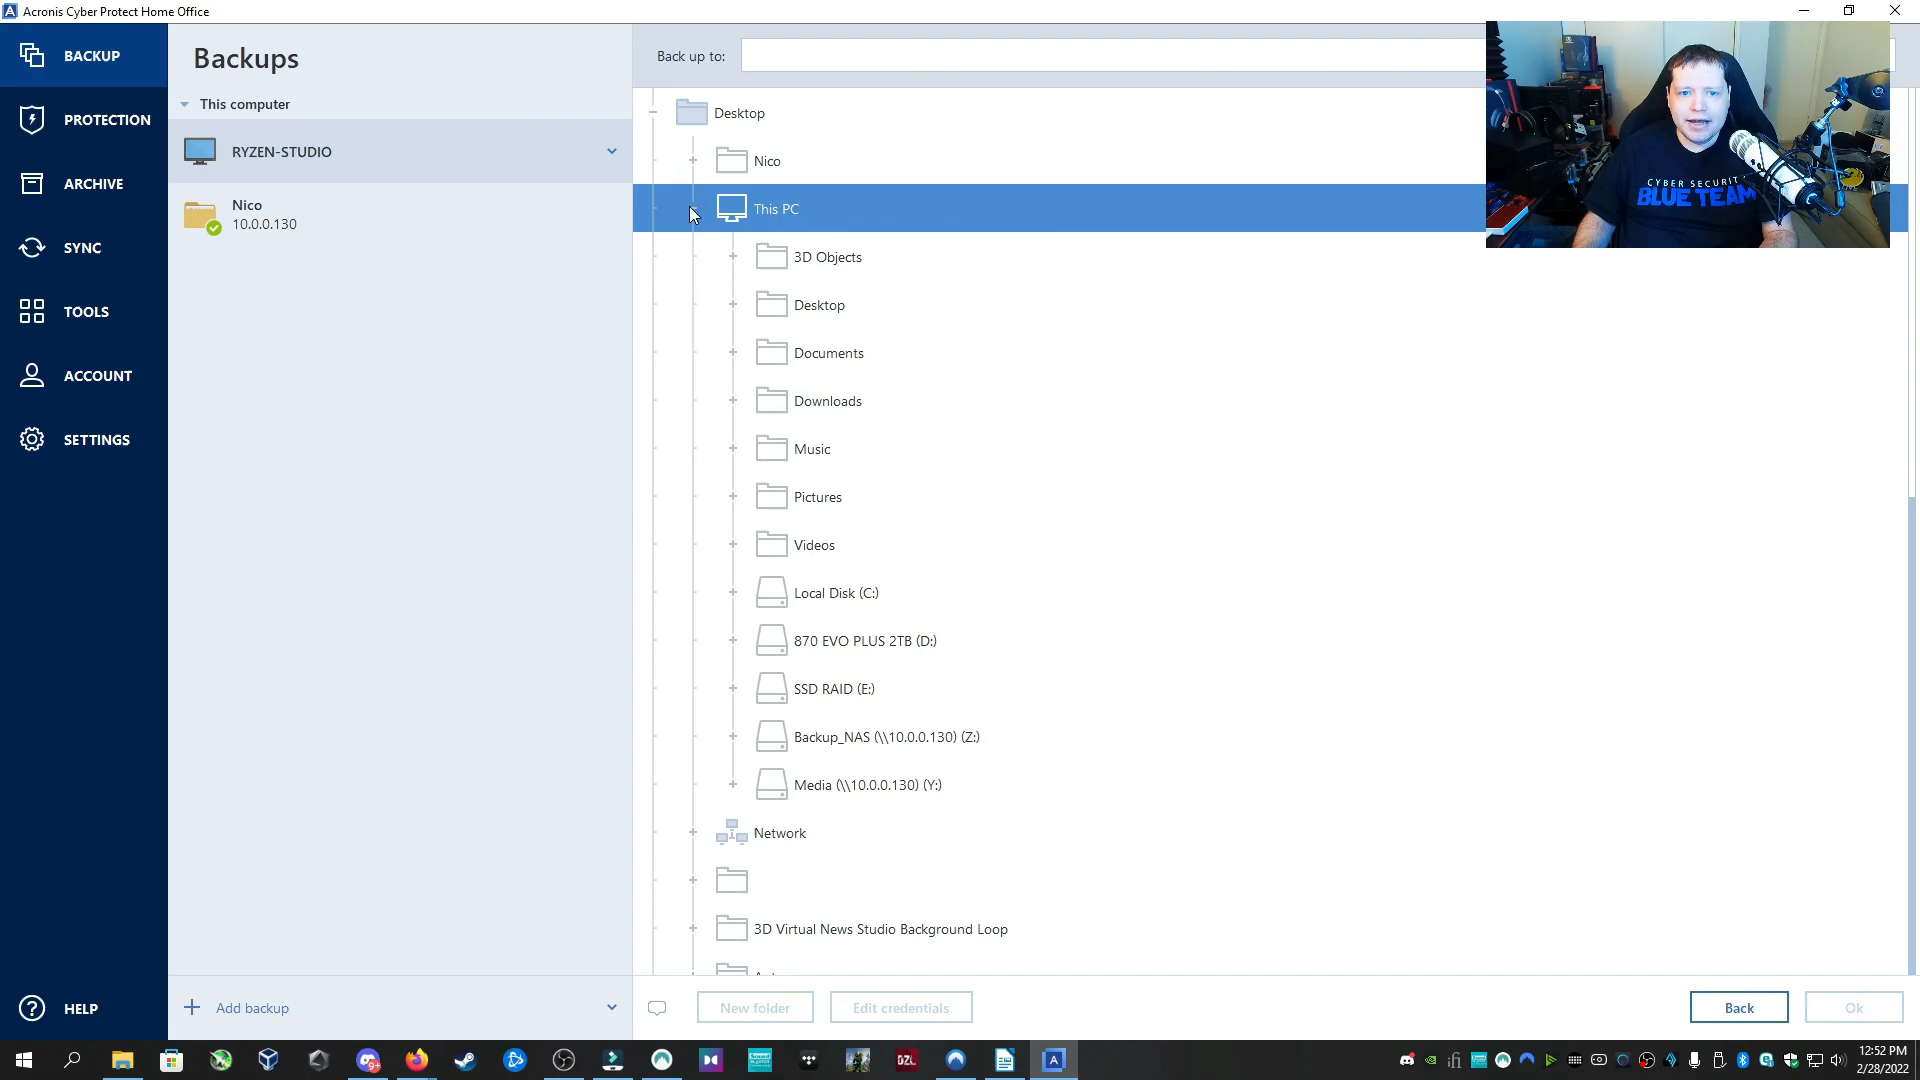 Acronis Cyber Protect Home Office
BACKUP
PROTECTION
ARCHIVE
SYNC
TOOLS
ACCOUNT
SETTINGS
HELP
Backups
This computer
RYZEN-STUDIO
Nico
10.0.0.130
Add backup
Back up to:
Desktop
Nico
This PC
3D Objects
Desktop
Documents
Downloads
Music
Pictures
Videos
Local Disk (C:)
870 EVO PLUS 2TB (D:)
SSD RAID (E:)
Backup_NAS (\\10.0.0.130) (Z:)
Media (\\10.0.0.130) (Y:)
Network
3D Virtual News Studio Background Loop
New folder
Edit credentials
Back
Ok
CYBER SECURIT
BLUE TEAM
DZL
12:52 PM
2/28/2022